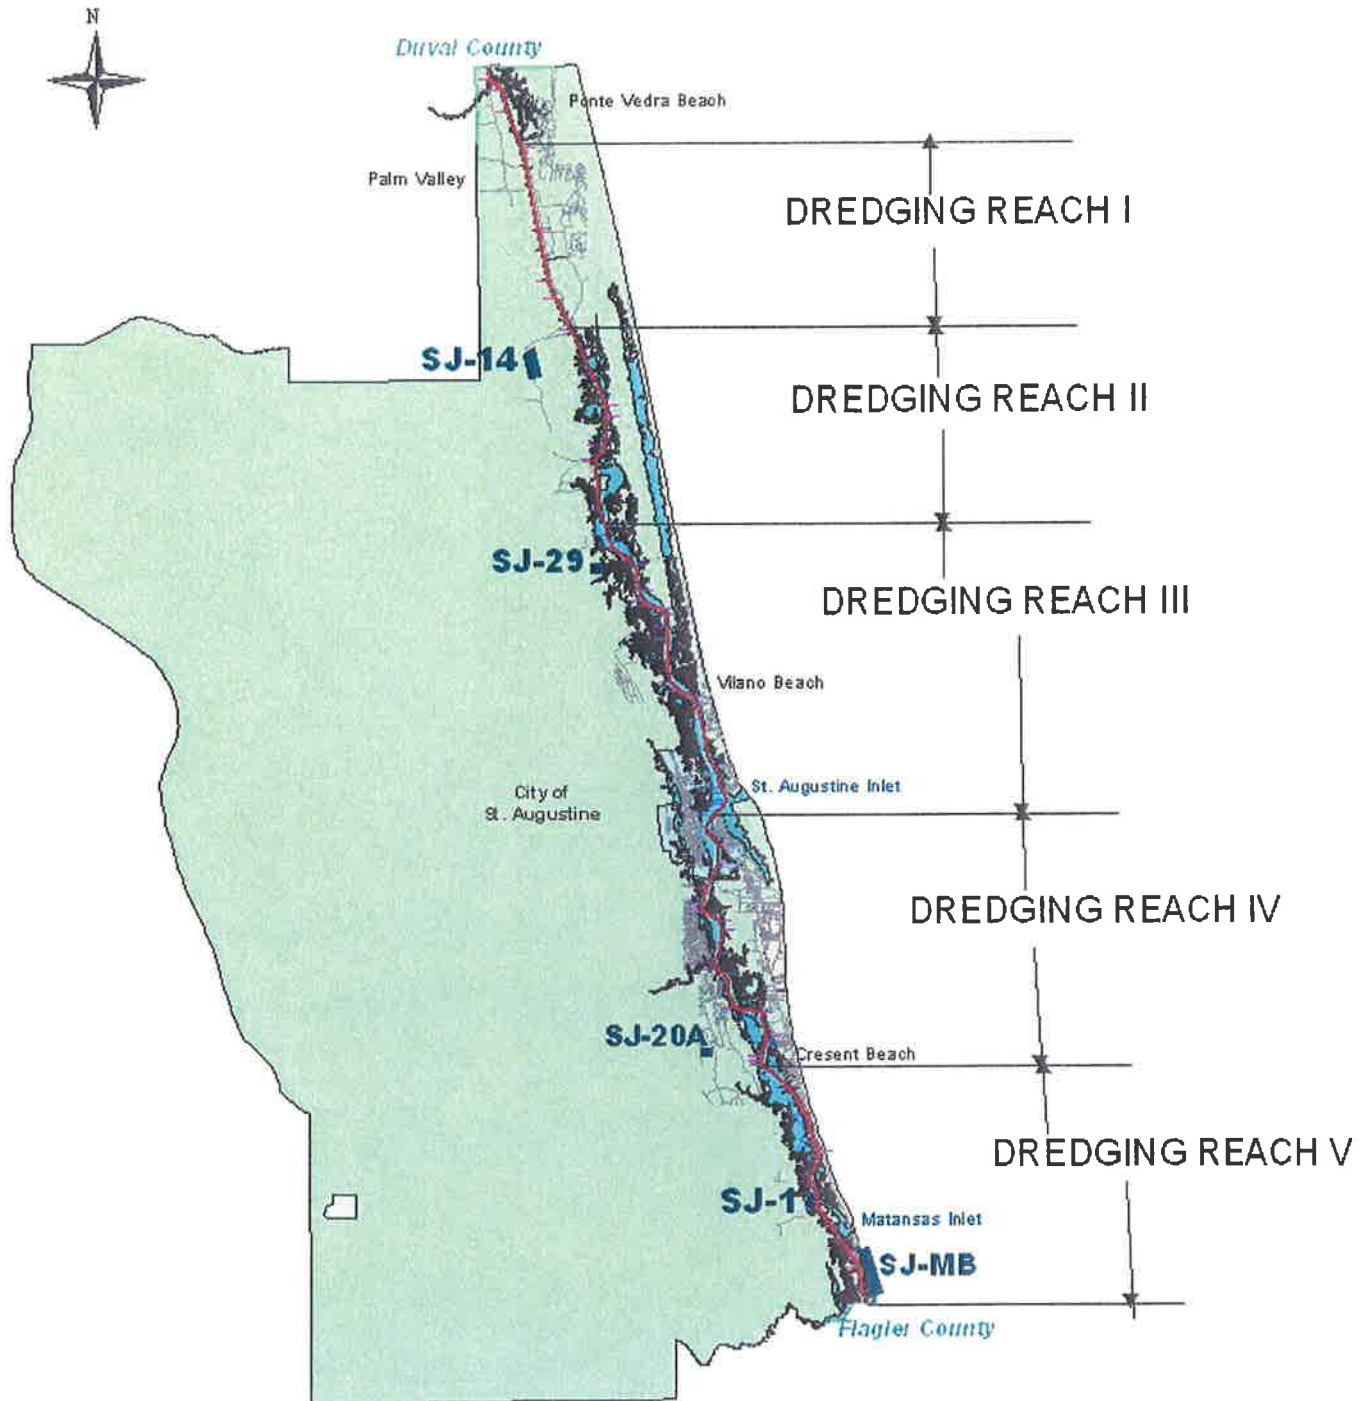 N
Duval County
Ponte Vedra Beach
Palm Valley
DREDGING REACH I
SJ-14
DREDGING REACH II
SJ-29
DREDGING REACH III
Vilano Beach
St. Augustine Inlet
City of
St. Augustine
DREDGING REACH IV
SJ-20A
Cresent Beach
DREDGING REACH V
SJ-1
Matansas Inlet
SJ-MB
Flagler County